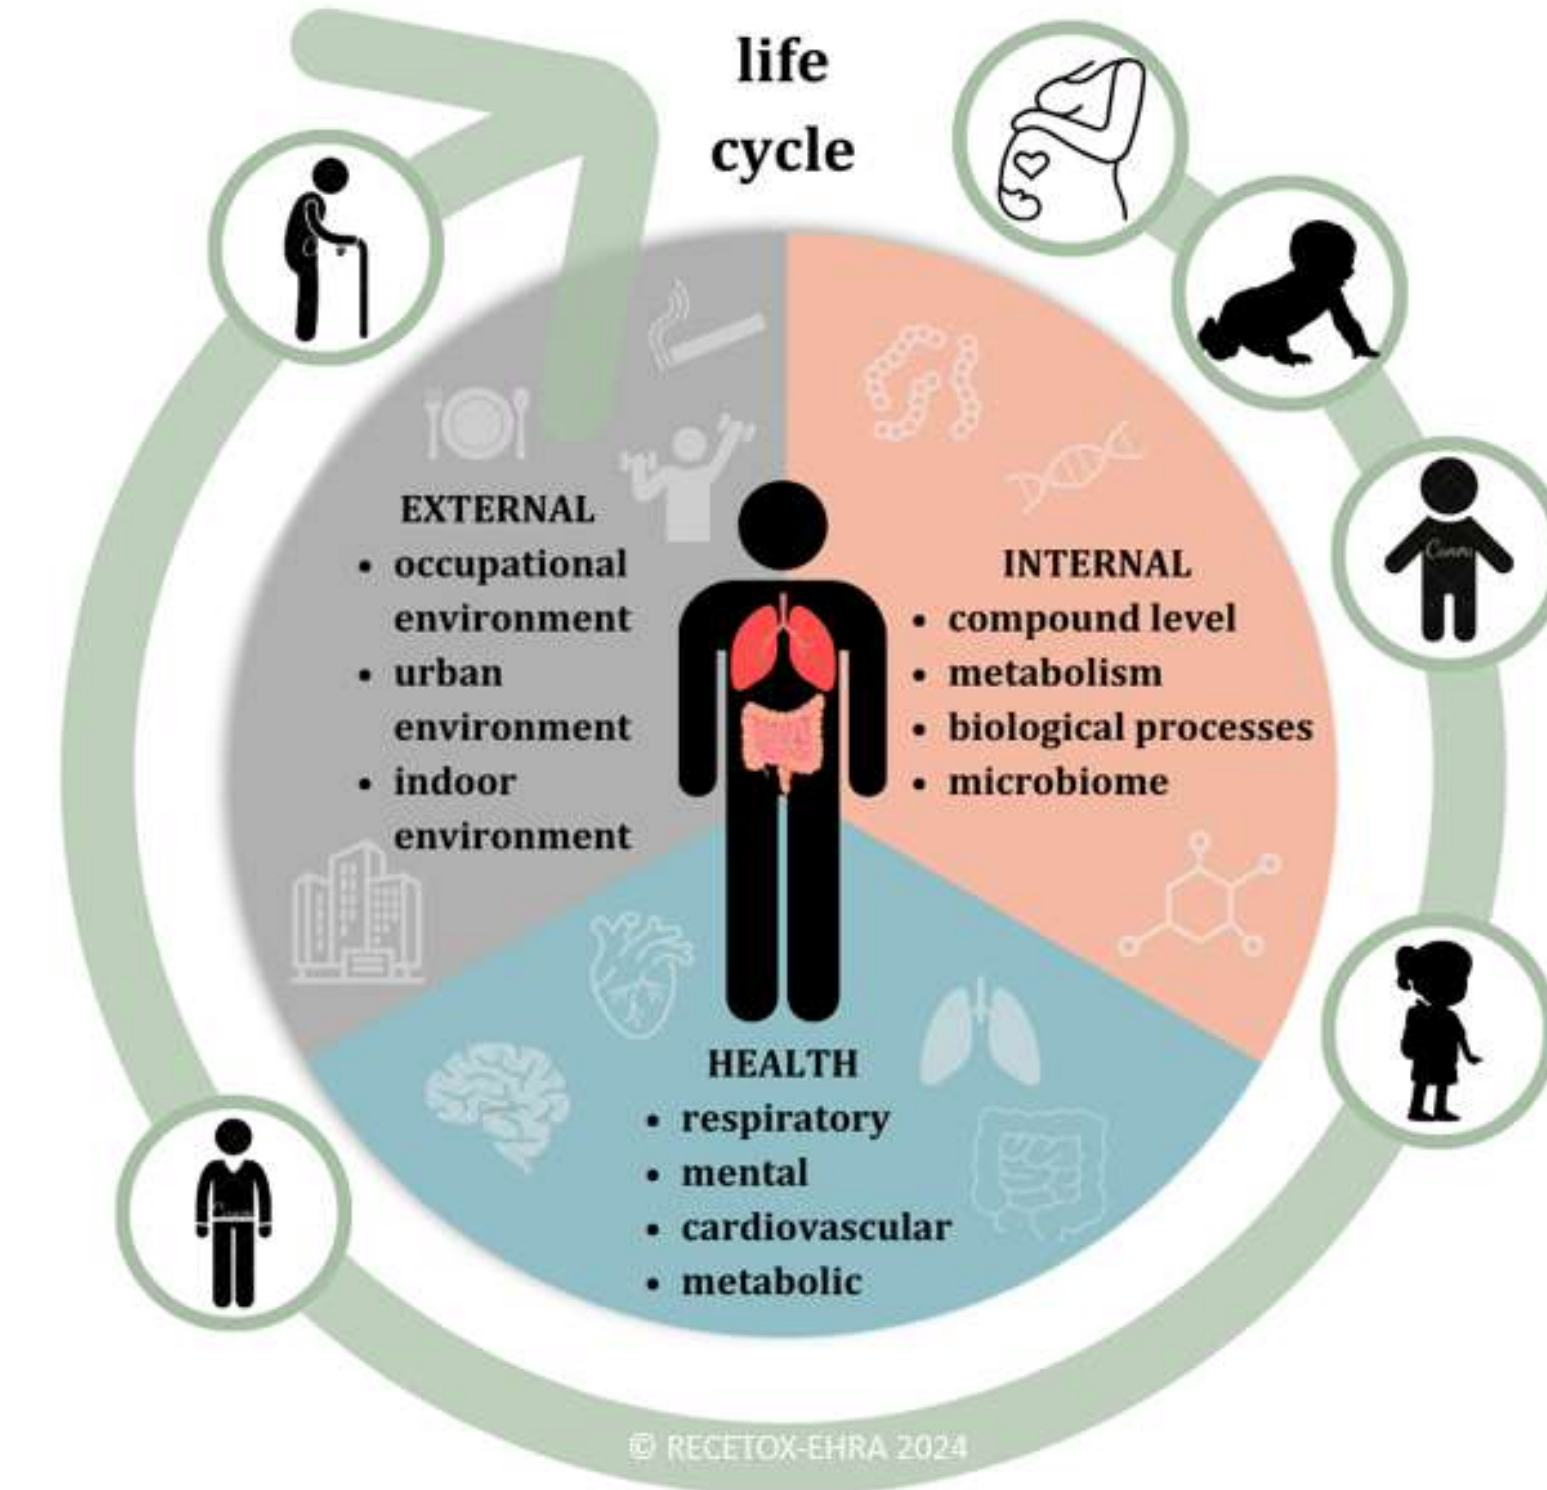 life
cycle
EXTERNAL
• occupational
environment
• urban
environment
• indoor
environment
INTERNAL
• compound level
• metabolism
• biological processes
• microbiome
HEALTH
• respiratory
• mental
• cardiovascular
• metabolic
© RECETOX-EHRA 2024
Canva